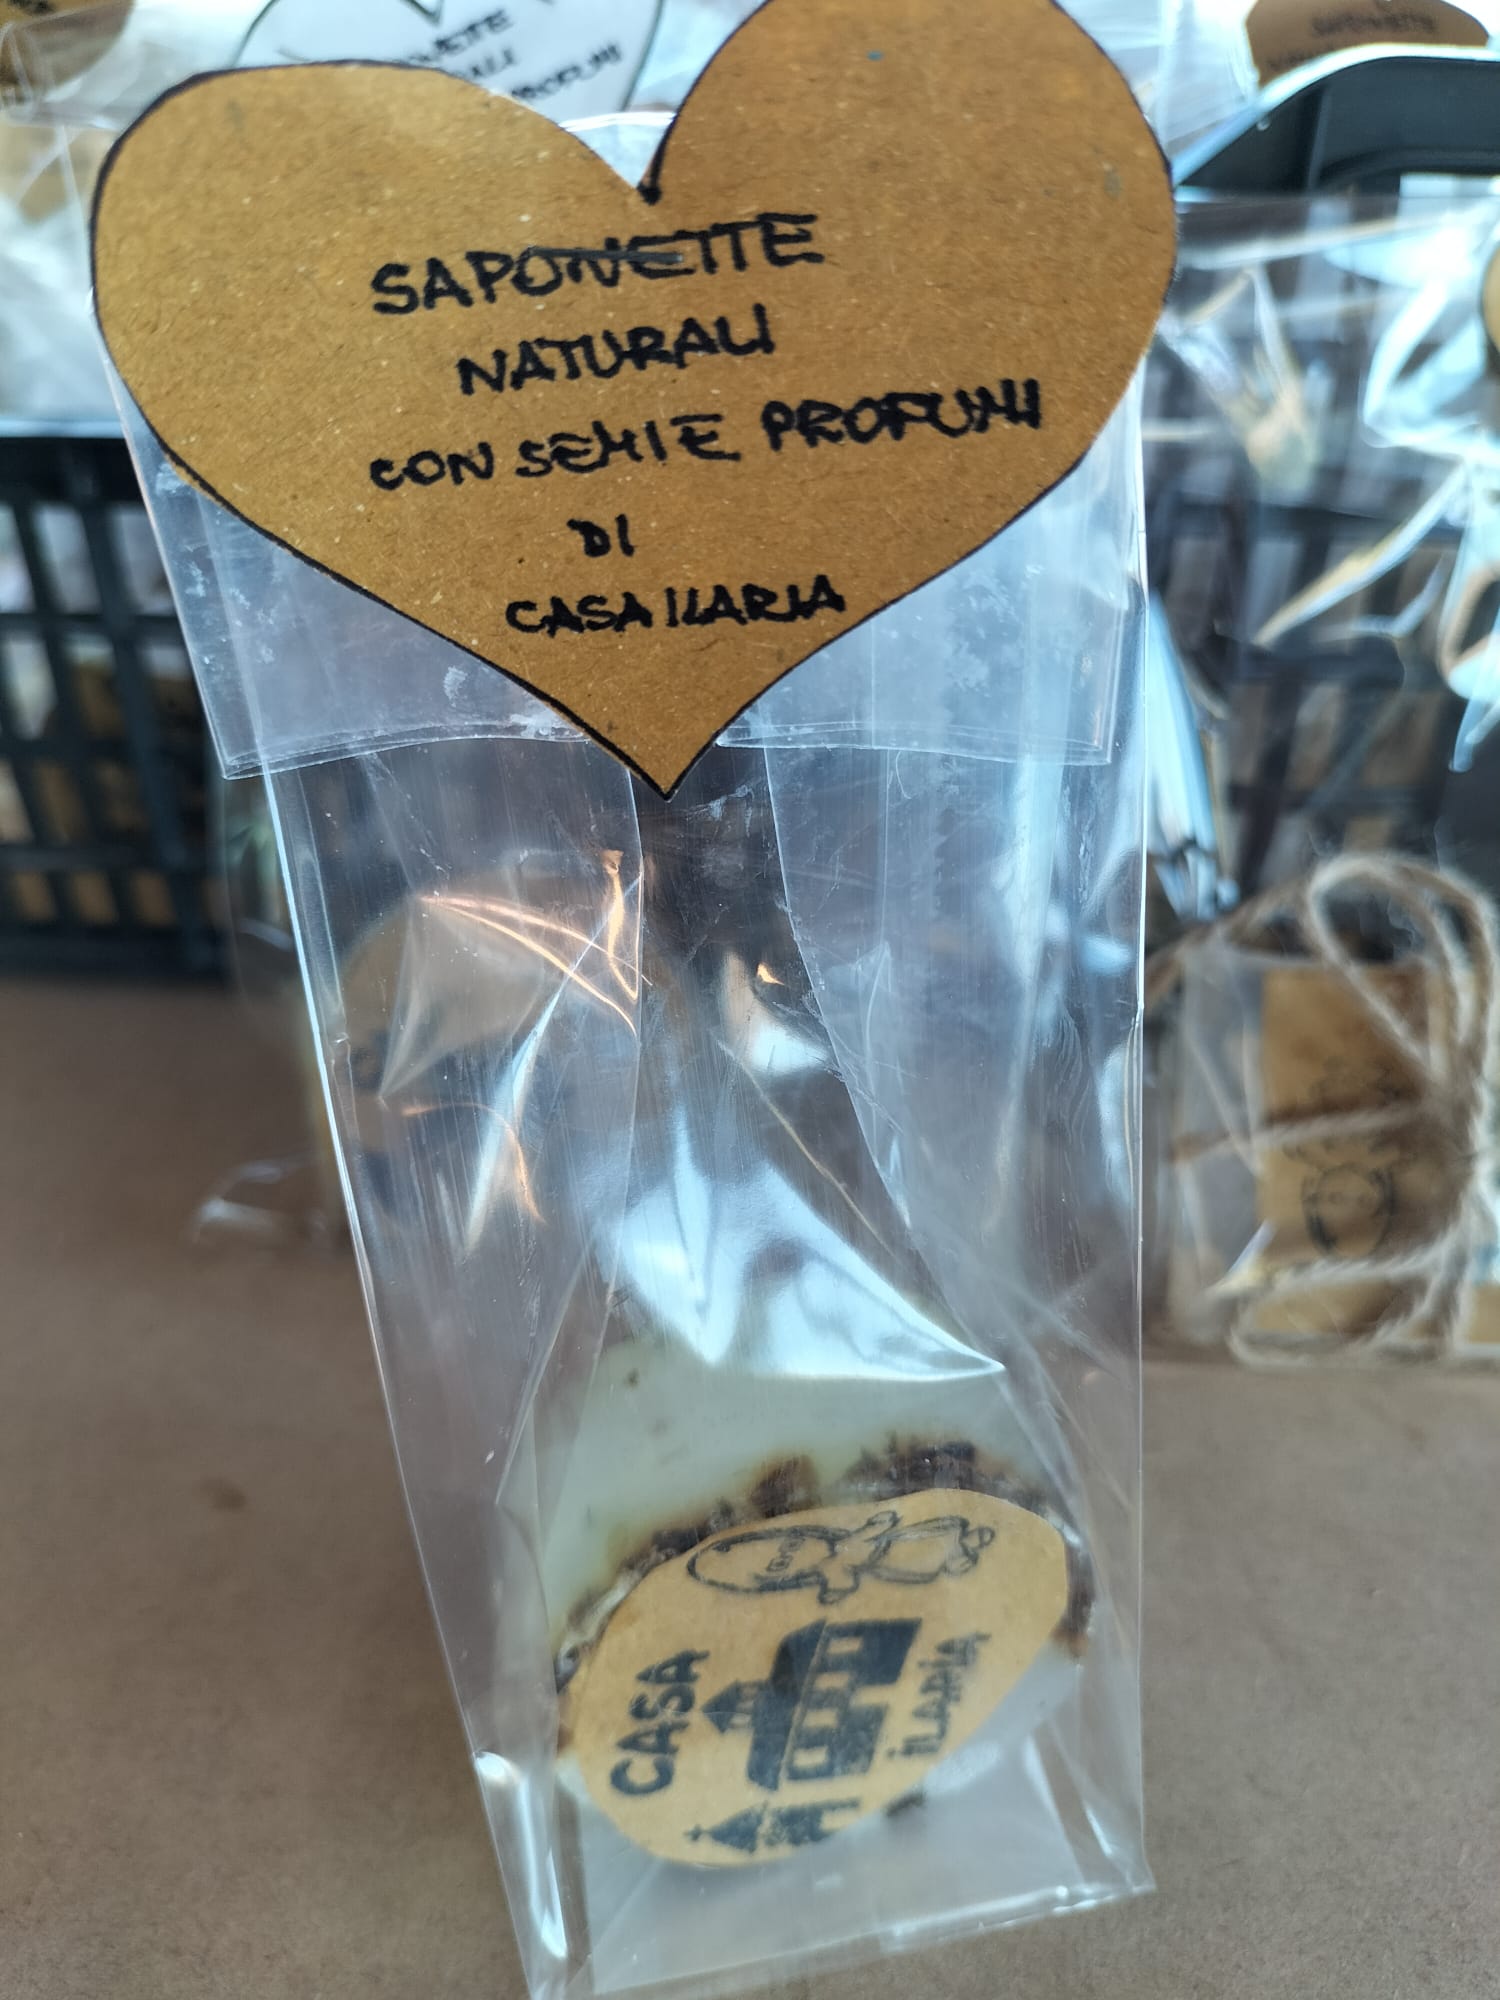 SAPONETTE
NATURALI
CON SEMI E PROFUMI
DI
CASA ILARIA
CASA
ILARIA